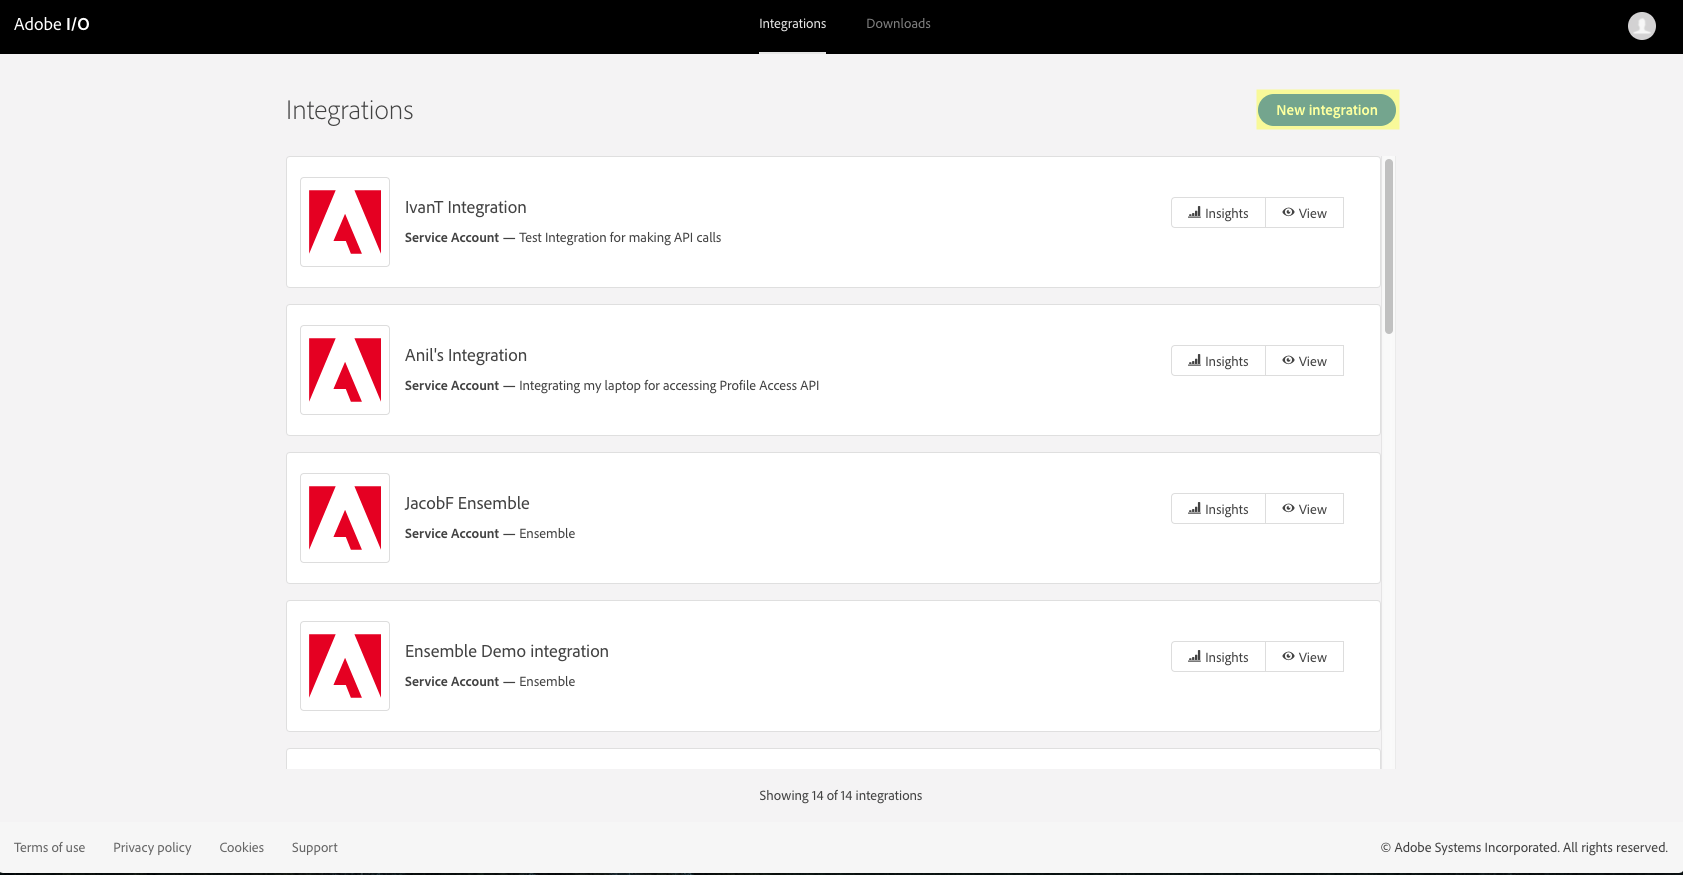 Adobe I/O
Integrations
Downloads
Integrations
New integration
IvanT Integration
Service Account — Test Integration for making API calls
Insights
View
Anil's Integration
Service Account — Integrating my laptop for accessing Profile Access API
Insights
View
JacobF Ensemble
Service Account — Ensemble
Insights
View
Ensemble Demo integration
Service Account — Ensemble
Insights
View
Showing 14 of 14 integrations
Terms of use
Privacy policy
Cookies
Support
© Adobe Systems Incorporated. All rights reserved.